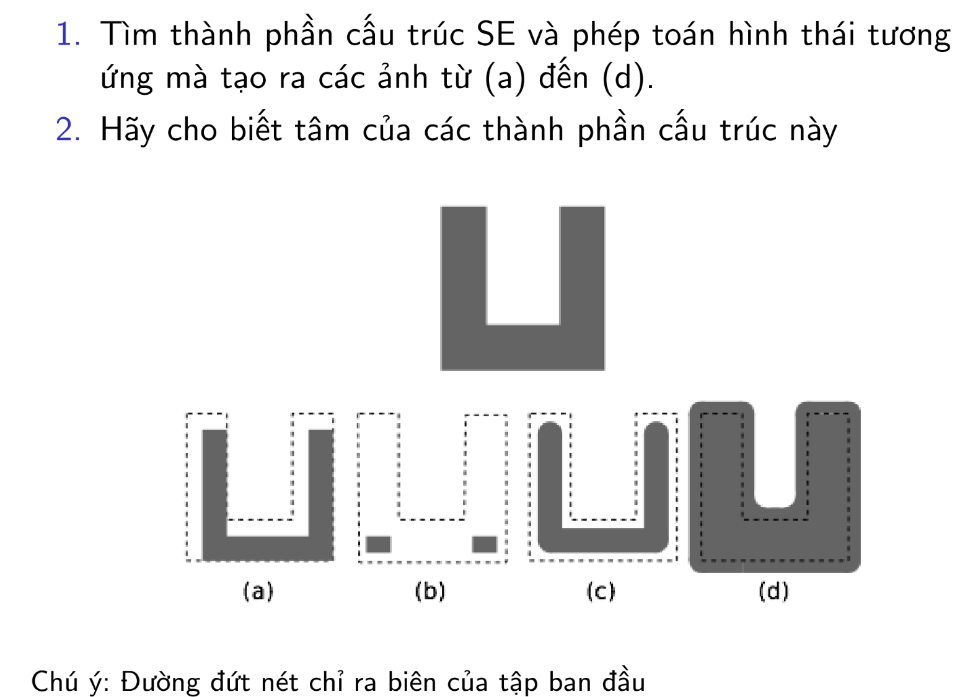 1. Tìm thành phần cấu trúc SE và phép toán hình thái tương
ứng mà tạo ra các ảnh từ (a) đến (d).
2. Hãy cho biết tâm của các thành phần cấu trúc này
(a) (b) (c) (d)
Chú ý: Đường đứt nét chỉ ra biên của tập ban đầu